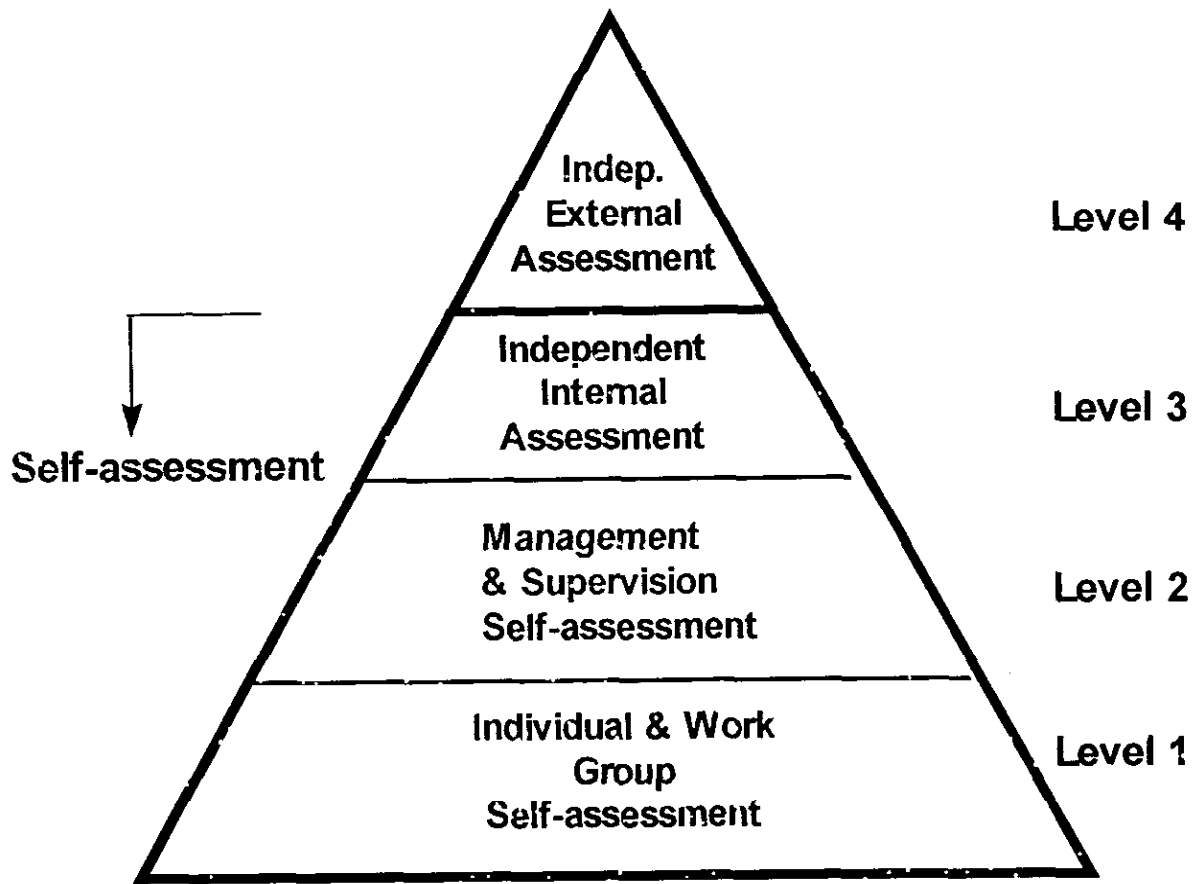 Indep.
External
Assessment
Level 4
Independent
Internal
Assessment
Level 3
Self-assessment
Management
& Supervision
Self-assessment
Level 2
Individual & Work
Group
Self-assessment
Level 1